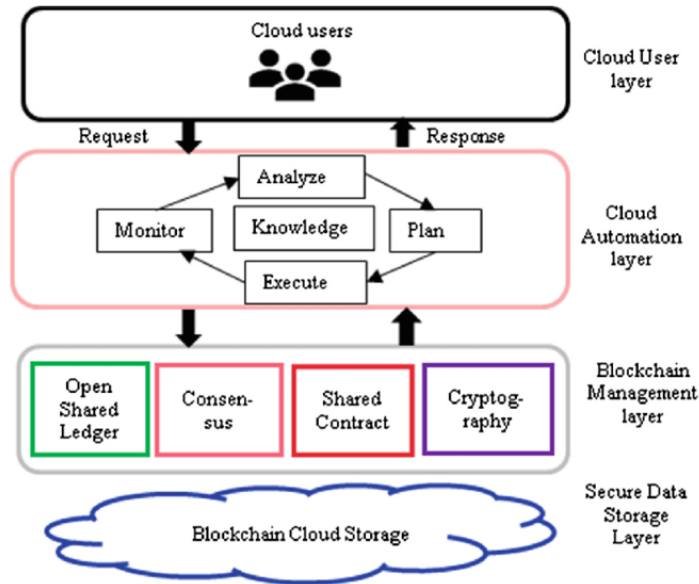 Cloud users
Cloud User
layer
Request
Response
Analyze
Monitor
Knowledge
Plan
Execute
Cloud
Automation
layer
Open
Shared
Ledger
Consen-
sus
Shared
Contract
Cryptog-
raphy
Blockchain
Management
layer
Blockchain Cloud Storage
Secure Data
Storage
Layer